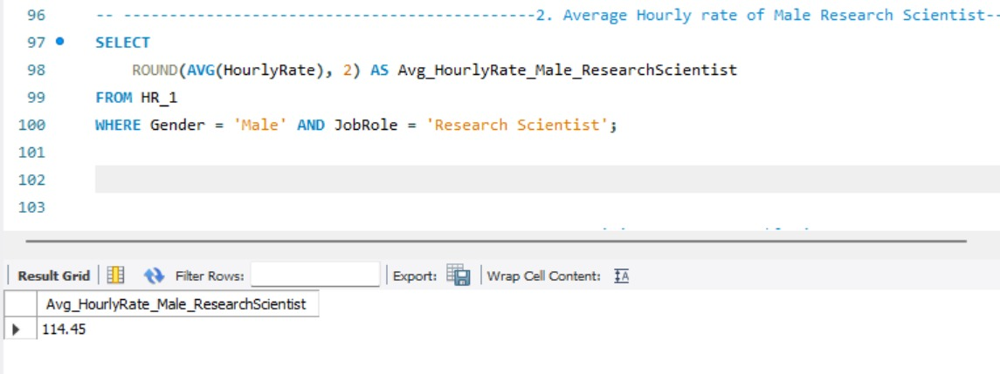 96 -- ---------------------------------------------2. Average Hourly rate of Male Research Scientist--
97 SELECT
98 ROUND(AVG(HourlyRate), 2) AS Avg_HourlyRate_Male_ResearchScientist
99 FROM HR_1
100 WHERE Gender = 'Male' AND JobRole = 'Research Scientist';
101
102
103
Result Grid Filter Rows: Export: Wrap Cell Content: IA
Avg_HourlyRate_Male_ResearchScientist
114.45